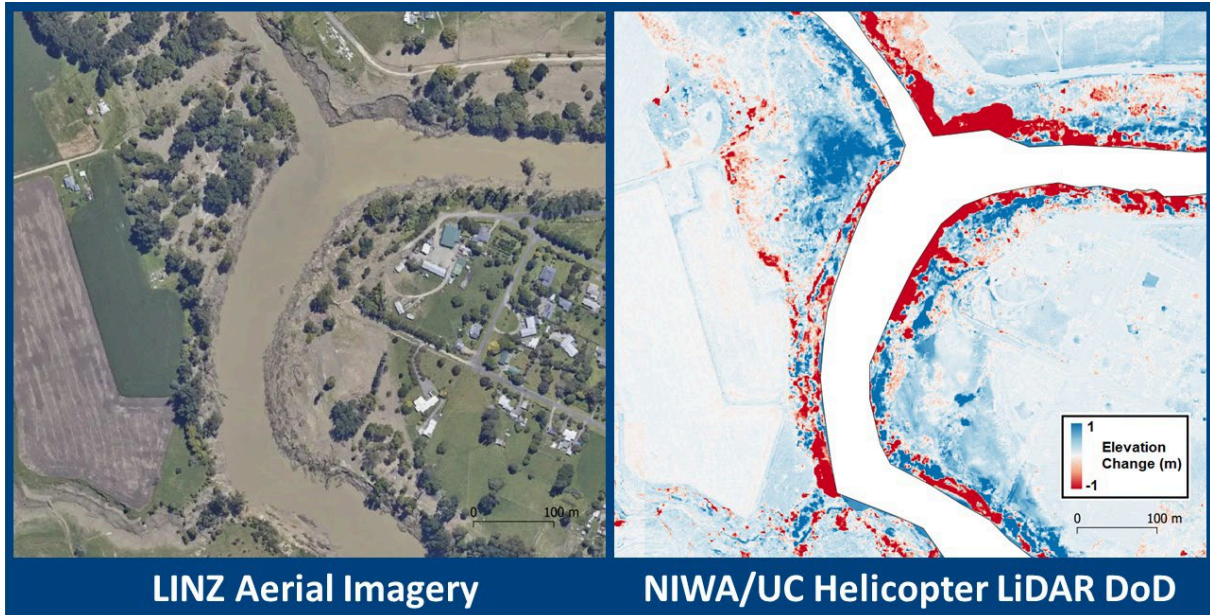 0 100 m
1
Elevation
Change (m)
-1
0 100 m
LINZ Aerial Imagery
NIWA/UC Helicopter LiDAR DoD